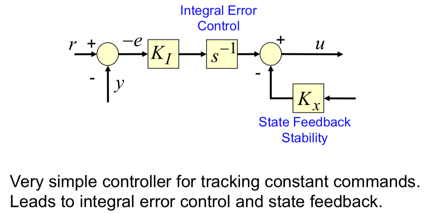 Integral Error
Control
r + −e K_I s⁻¹ + u
- y -
K_x
State Feedback
Stability
Very simple controller for tracking constant commands.
Leads to integral error control and state feedback.